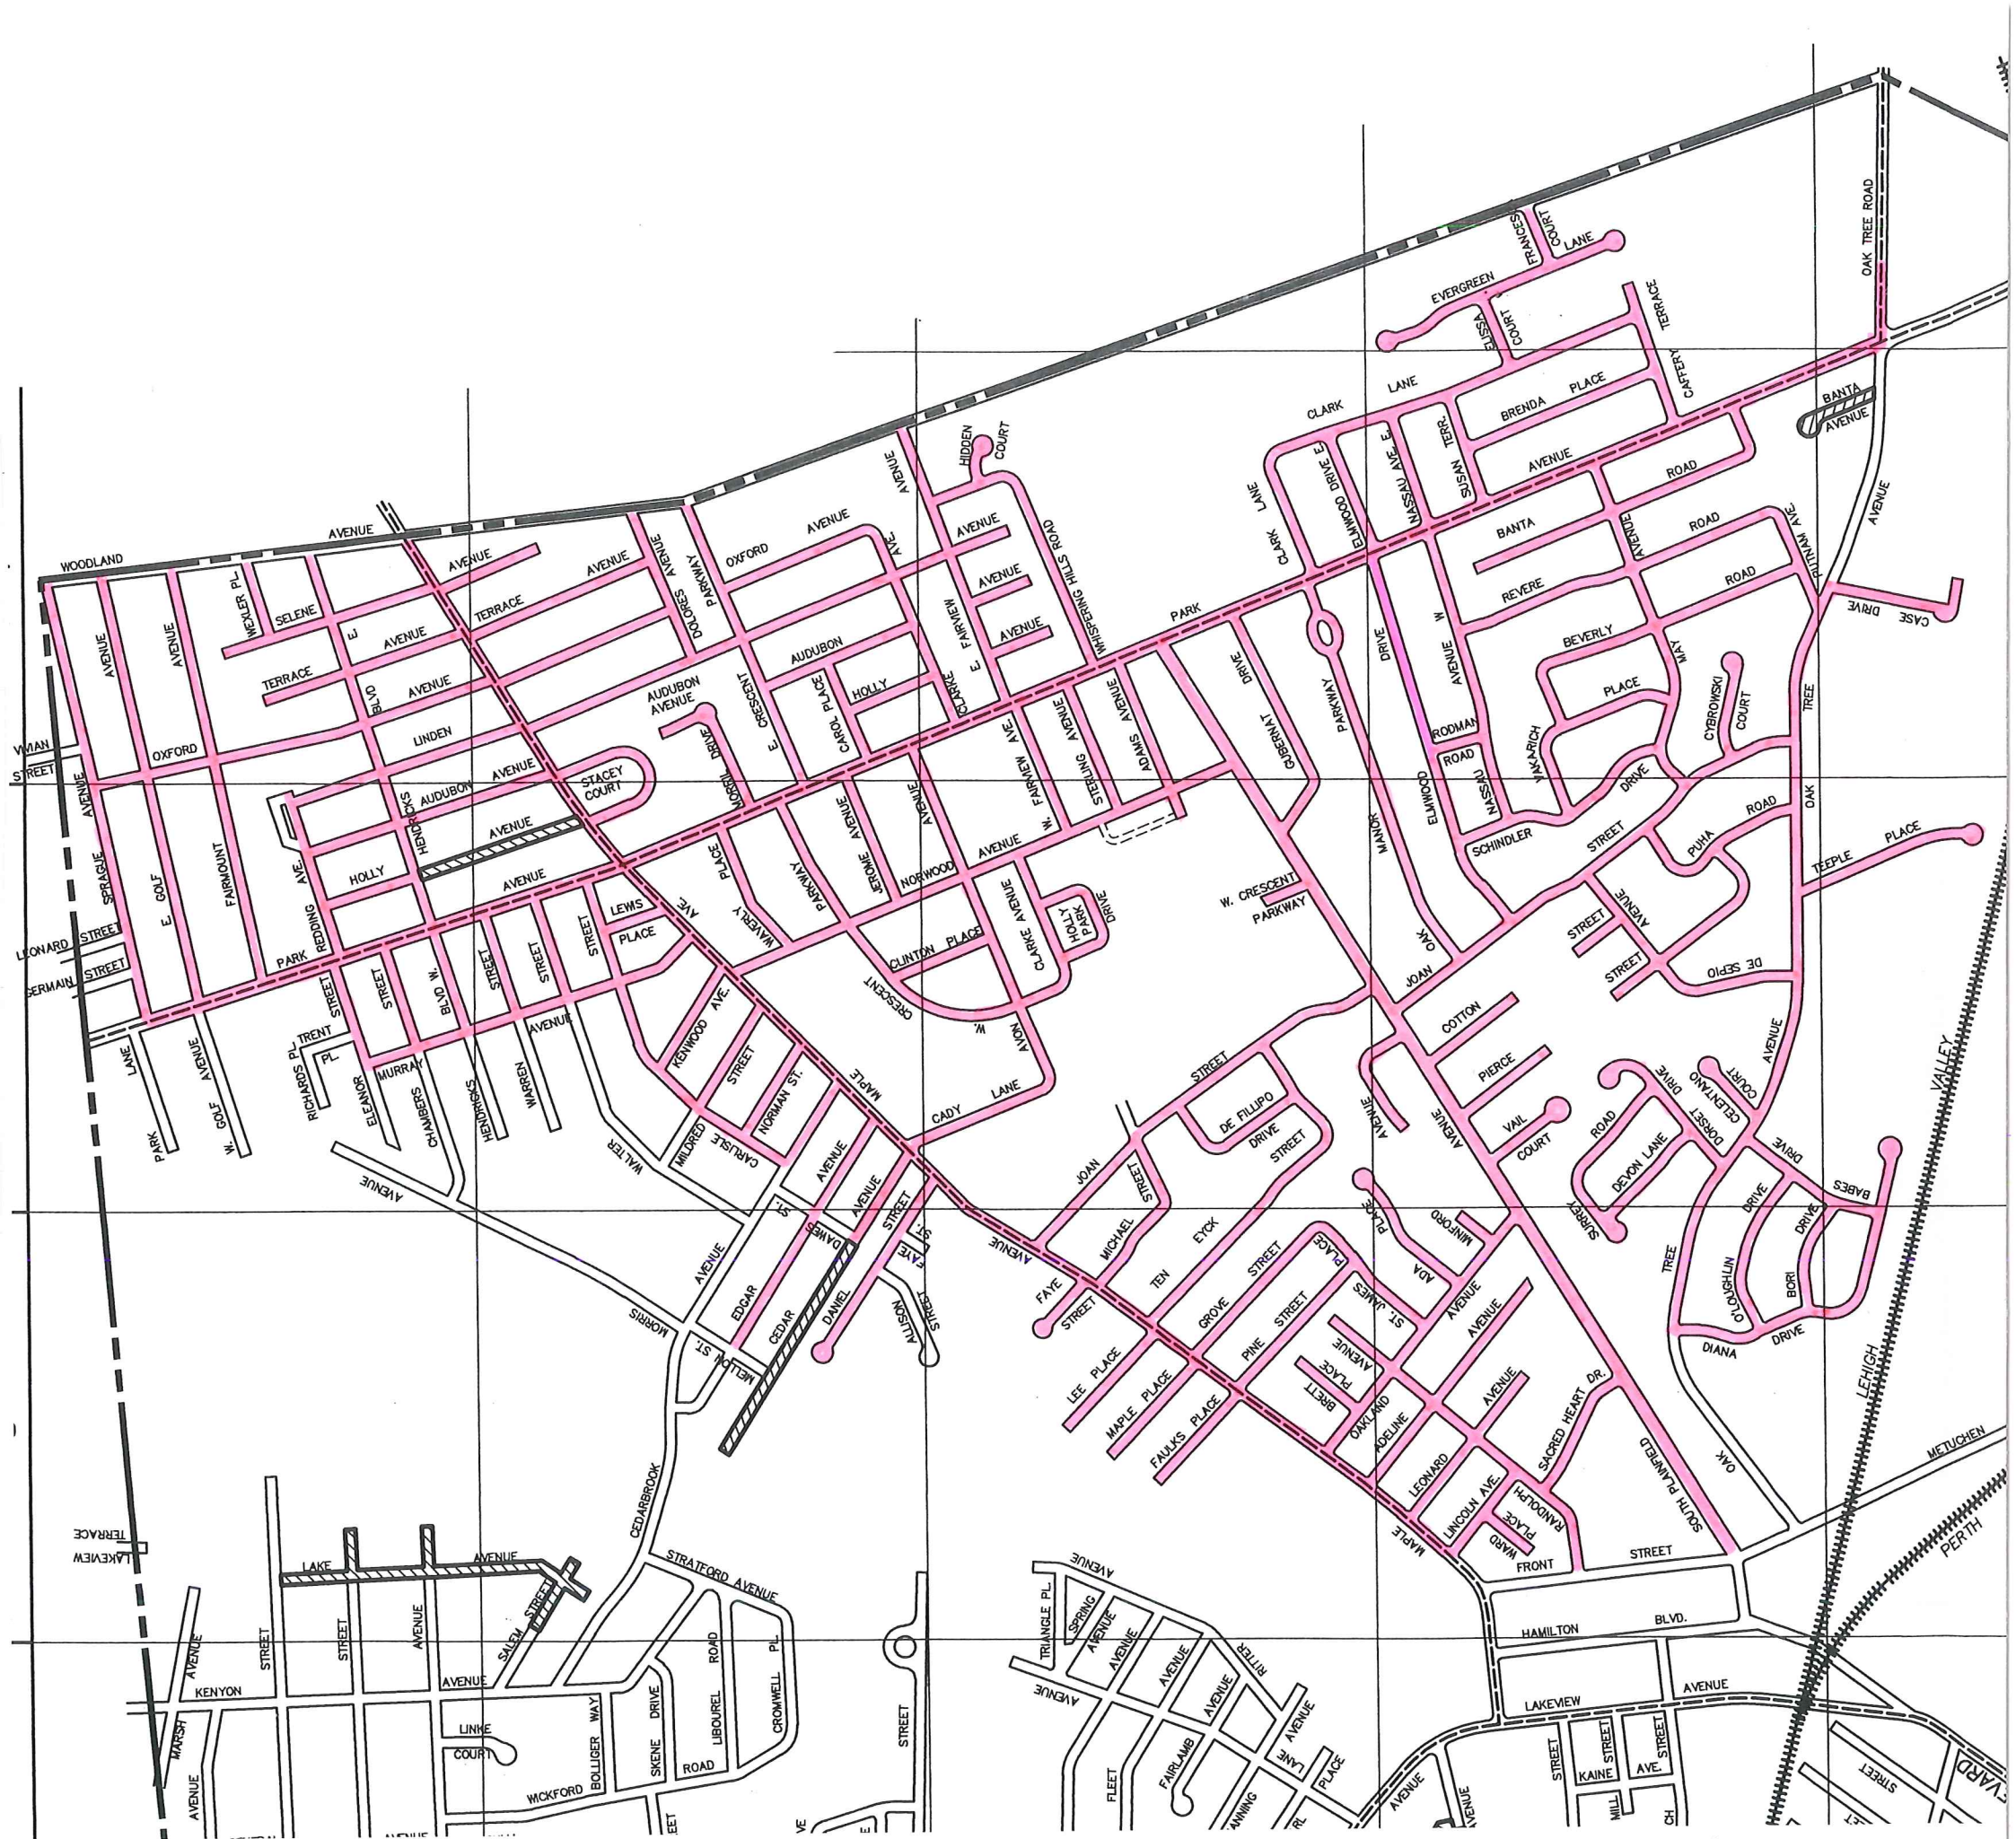 OAK TREE ROAD
FRANCES
COURT
LANE
EVERGREEN
ELISSA
COURT
TERRACE
CAFFERY
LANE
CLARK
BRENDA PLACE
BANTA
AVENUE
SUSAN TERR.
NASSAU AVE. E.
ELMWOOD DRIVE E.
CLARK LANE
AVENUE
ROAD
BANTA
AVENUE
AVENUE
ROAD
PUTNAM AVE
REVERE
ROAD
DRIVE
CASE
HIDDEN
COURT
AVENUE
AVENUE
OXFORD
AVE.
AVENUE
AVENUE
AVENUE
E. FAIRVIEW
WHISPERING HILLS ROAD
PARK
WOODLAND
AVENUE
AVENUE
AVENUE
WEXLER PL.
SELENE
E.
AVENUE
TERRACE
AVENUE
AVENUE
TERRACE
AVENUE
DOLORES
PARKWAY
AVENUE
BLVD
LINDEN
AUDUBON
AVENUE
E. CRESCENT
AUDUBON
CAROL PLACE
HOLLY
CLARKE
VIVIAN
STREET
OXFORD
AVENUE
AVENUE
AUDUBON
STACEY
COURT
MORRIL DRIVE
AVENUE
HENDRICKS
HOLLY
AVE.
REDDING
SPRAGUE
E. GOLF
FAIRMOUNT
AVENUE
PARK
LEONARD STREET
GERMAIN STREET
STREET
STREET
BLVD W.
STREET
STREET
STREET
LEWIS
PLACE
AVE.
PLACE
WAVERLY
PARKWAY
JEROME AVENUE
AVENUE
NORWOOD
AVENUE
W. FAIRVIEW AVE.
STERLING AVENUE
ADAMS AVENUE
DRIVE
GUBERNAT
PARKWAY
MANOR
OAK
DRIVE
ELMWOOD
RODMAN
ROAD
NASSAU
AVENUE W
BEVERLY
ROAD
MAY
PLACE
YAKARICH
CYBROWSKI
COURT
TREE
OAK
SCHINDLER
DRIVE
STREET
PUHA
ROAD
TEEPLE PLACE
STREET
AVENUE
STREET
DE SEPIO
CLINTON PLACE
CLARKE AVENUE
HOLLY
PARK
DRIVE
W. CRESCENT
PARKWAY
JOAN
CRESCENT
W.
AVON
CADY LANE
MAPLE
TRENT
PL.
RICHARDS PL.
MURRAY
AVENUE
PARK LANE
W. GOLF AVENUE
ELEANOR
CHAMBERS
HENDRICKS
WARREN
KENWOOD AVE.
STREET
NORMAN ST.
CARLISLE
MILDRED
WALTER
AVENUE
MORRIS
AVENUE
AVENUE
AVENUE
STREET
ST.
DAWES
EDGAR
CEDAR
DANIEL
FAYE
ST.
ALLISON
STREET
MELLON
ST.
COTTON
PIERCE
VAIL
COURT
AVENUE
AVENUE
STREET
DE FILLIPO
DRIVE
STREET
JOAN
STREET
MICHAEL
TEN EYCK
AVENUE
FAYE
STREET
GROVE STREET
PLACE
PINE STREET
ST. JAMES
ADA
PLACE
MINFORD
AVENUE
AVENUE
AVENUE
LEE PLACE
MAPLE PLACE
FAULKS PLACE
AVENUE
PLACE
BRETT
OAKLAND
ADELINE
LEONARD
LINCOLN AVE.
SACRED HEART DR.
RANDOLPH
WARD
PLACE
MAPLE
FRONT STREET
SOUTH PLAINFIELD
DRIVE
DORSET
CELENTANO
COURT
ROAD
DEVON LANE
SURREY
AVENUE
DRIVE
BABES
DRIVE
DRIVE
O'LOUGHLIN
BORI
TREE
DIANA DRIVE
OAK
LEHIGH VALLEY
METUCHEN
PERTH
HAMILTON BLVD.
LAKEVIEW AVENUE
CEDARBROOK
STRATFORD AVENUE
LAKEVIEW
TERRACE
LAKE AVENUE
STREET
SALEM
STREET
STREET
AVENUE
AVENUE
KENYON
AVENUE
MARSH
AVENUE
LINKE
COURT
BOLLIGER WAY
SKENE DRIVE
LIBOUREL ROAD
CROMWELL PL.
WICKFORD
ROAD
STREET
AVENUE
TRIANGLE PL.
SPRING
AVENUE
AVENUE
AVENUE
AVENUE
RITTER
AVENUE
FLEET
FAIRLAMB
LANE
AVENUE
PLACE
AVENUE
AVENUE
STREET
STREET
KAINE AVE.
STREET
MILL
STREET